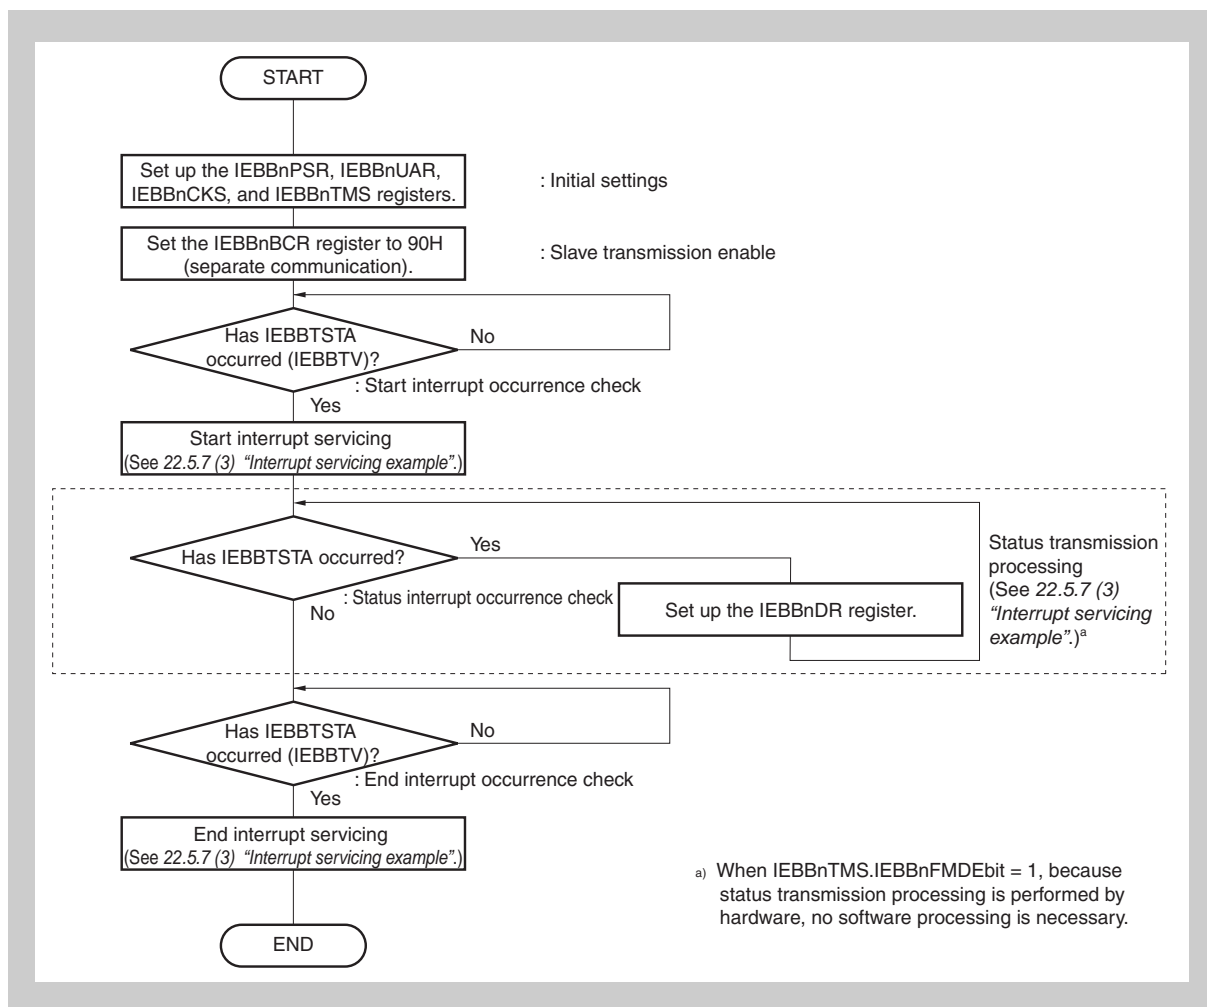 START
Set up the IEBBnPSR, IEBBnUAR,
IEBBnCKS, and IEBBnTMS registers.
: Initial settings
Set the IEBBnBCR register to 90H
(separate communication).
: Slave transmission enable
Has IEBBTSTA
occurred (IEBBTV)?
No
: Start interrupt occurrence check
Yes
Start interrupt servicing
(See 22.5.7 (3) “Interrupt servicing example”.)
Has IEBBTSTA occurred?
Yes
: Status interrupt occurrence check
No
Set up the IEBBnDR register.
Status transmission
processing
(See 22.5.7 (3)
“Interrupt servicing
example”.)a
Has IEBBTSTA
occurred (IEBBTV)?
No
: End interrupt occurrence check
Yes
End interrupt servicing
(See 22.5.7 (3) “Interrupt servicing example”.)
END
a) When IEBBnTMS.IEBBnFMDEbit = 1, because
status transmission processing is performed by
hardware, no software processing is necessary.